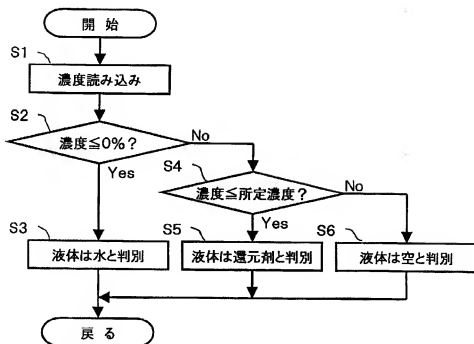 開始
S1
濃度読み込み
S2
濃度≦0%?
No
Yes
S4
濃度≦所定濃度?
No
Yes
S3
液体は水と判別
S5
液体は還元剤と判別
S6
液体は空と判別
戻る